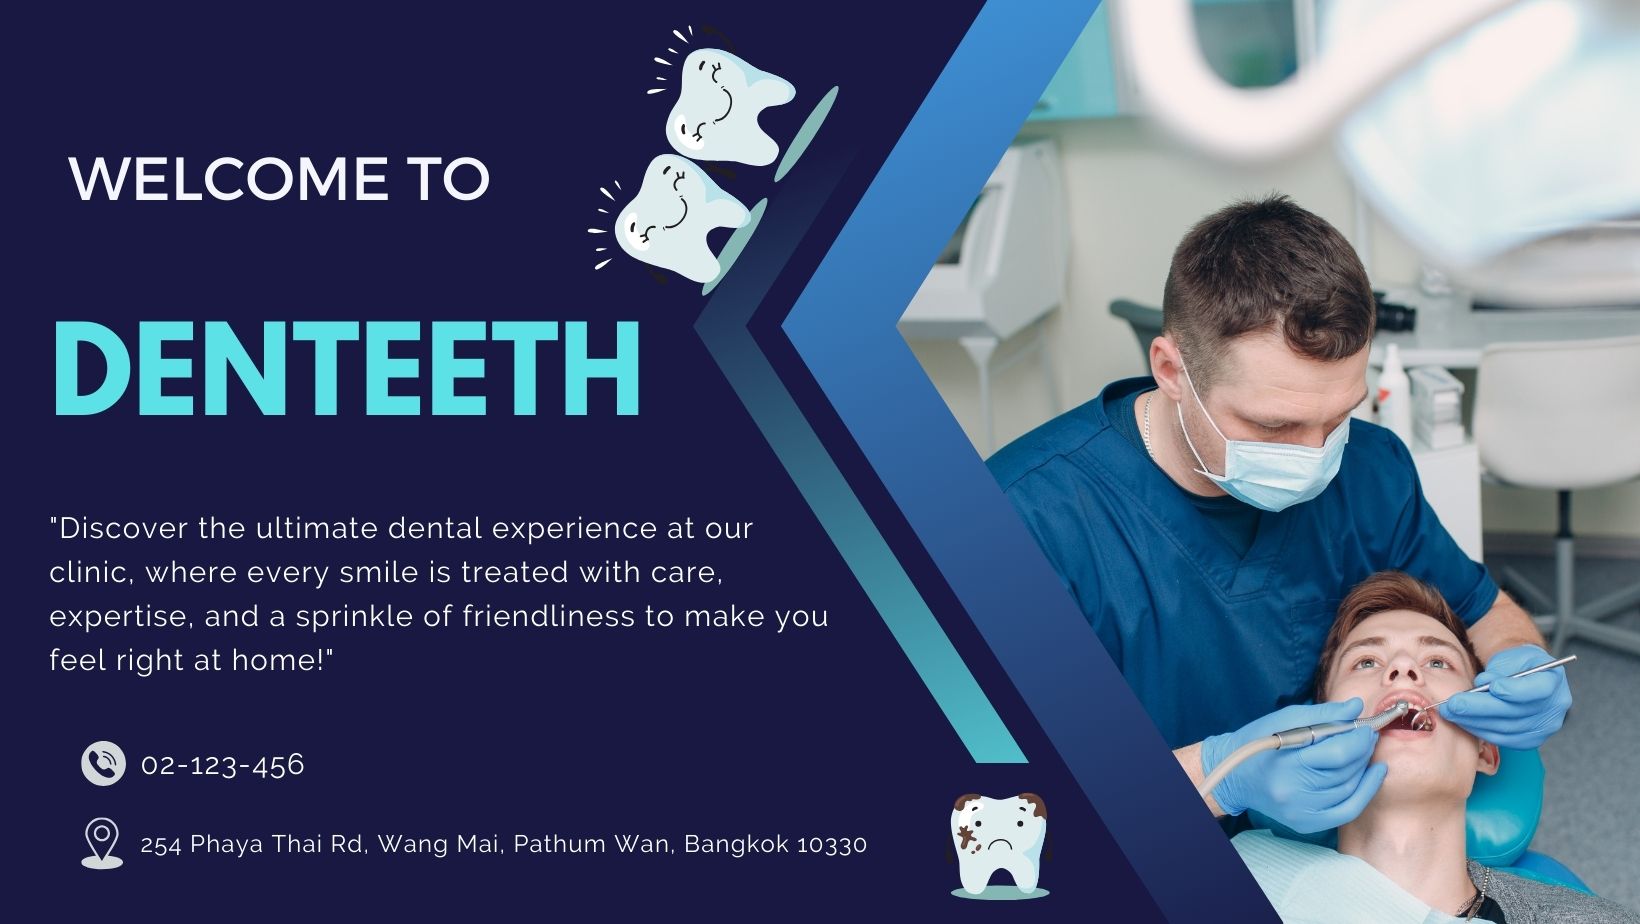 WELCOME TO
DENTEETH
"Discover the ultimate dental experience at our
clinic, where every smile is treated with care,
expertise, and a sprinkle of friendliness to make you
feel right at home!"
02-123-456
254 Phaya Thai Rd, Wang Mai, Pathum Wan, Bangkok 10330